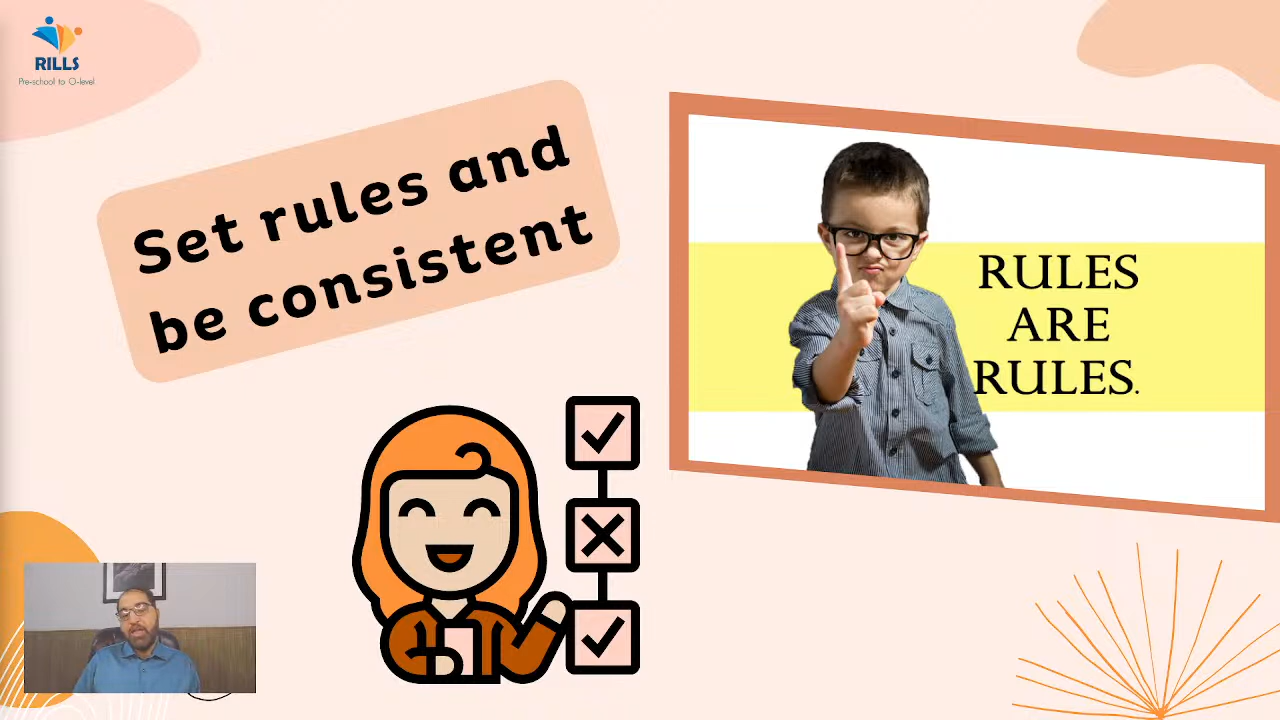 RILLS
Pre-school to O-level
Set rules and
be consistent
RULES
ARE
RULES.